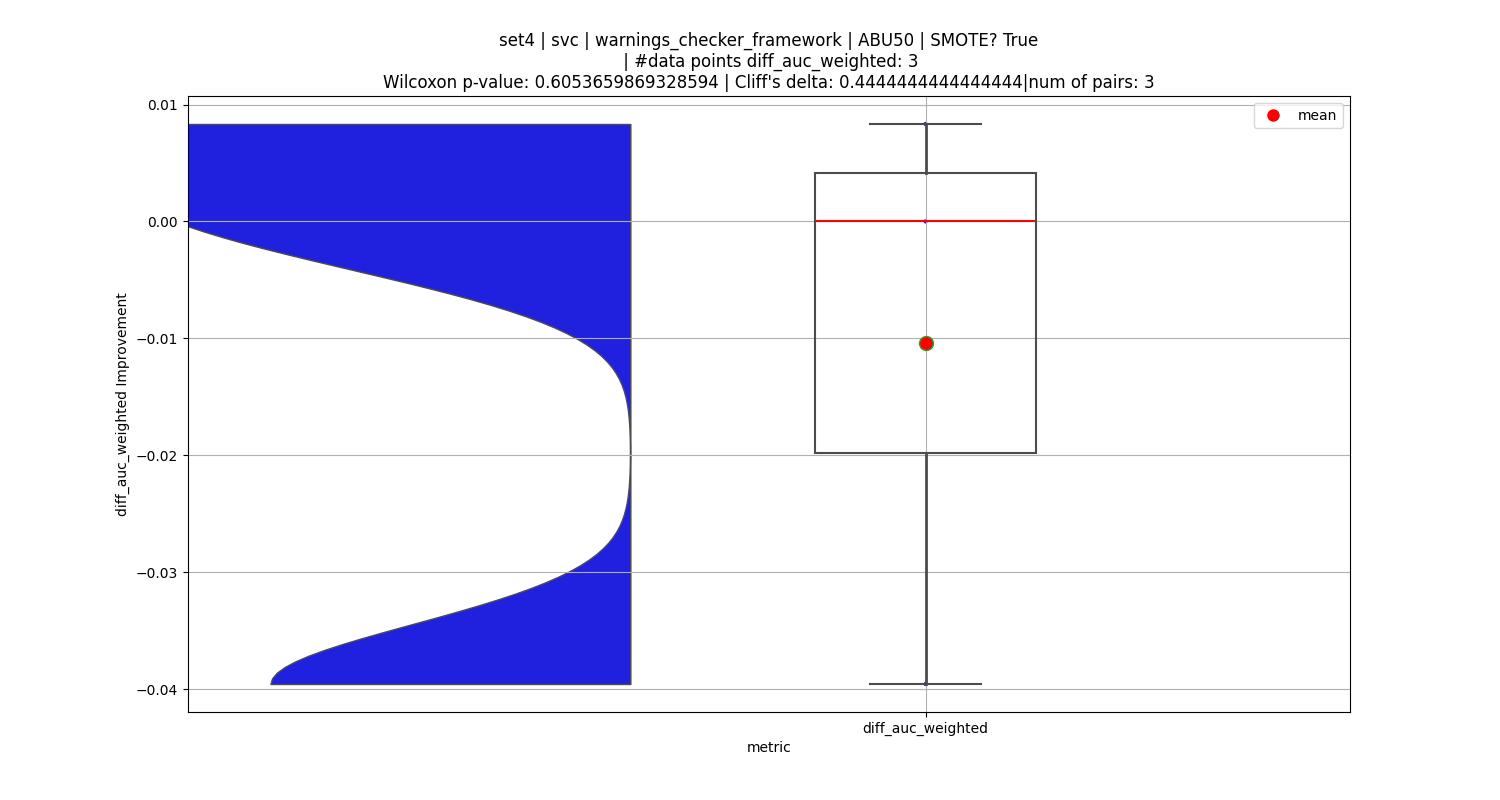 set4 | svc | warnings_checker_framework | ABU50 | SMOTE? True
| #data points diff_auc_weighted: 3
Wilcoxon p-value: 0.6053659869328594 | Cliff's delta: 0.4444444444444444|num of pairs: 3
mean
0.01
0.00
−0.01
−0.02
−0.03
−0.04
diff_auc_weighted Improvement
diff_auc_weighted
metric